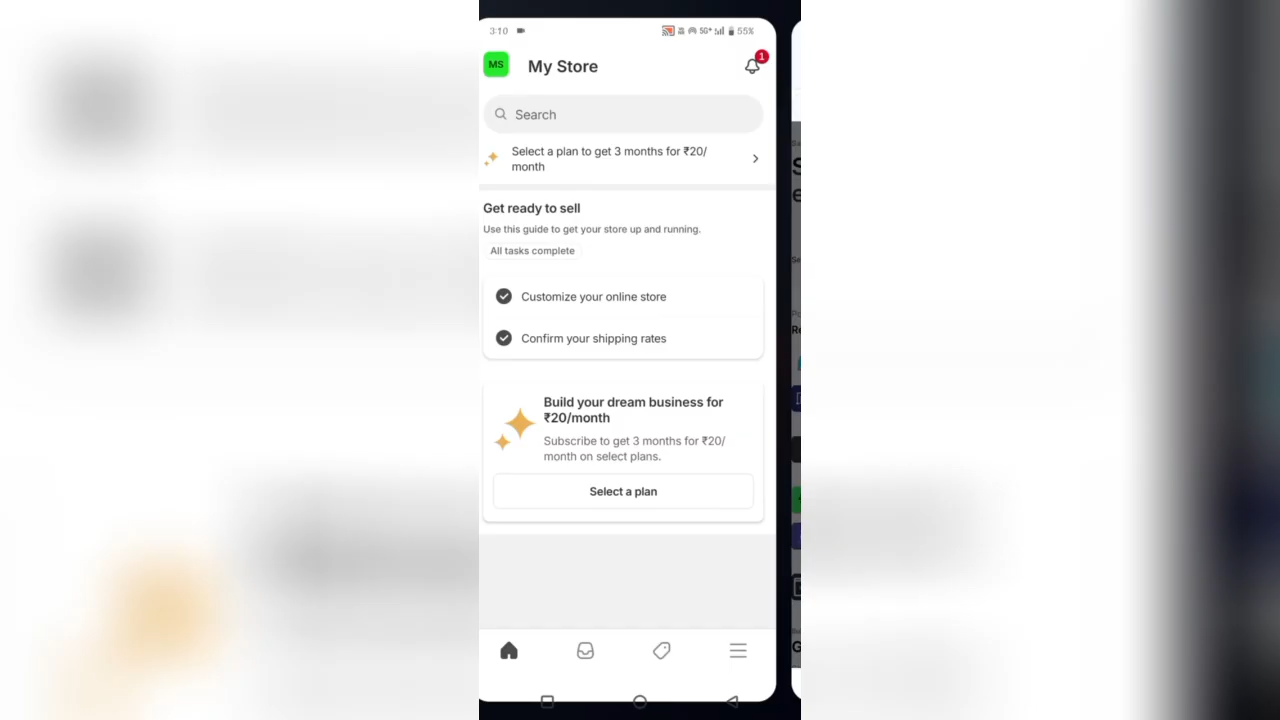 3:10
5G+
55%
MS
My Store
1
Search
Select a plan to get 3 months for ₹20/
month
Get ready to sell
Use this guide to get your store up and running.
All tasks complete
Customize your online store
Confirm your shipping rates
Build your dream business for
₹20/month
Subscribe to get 3 months for ₹20/
month on select plans.
Select a plan